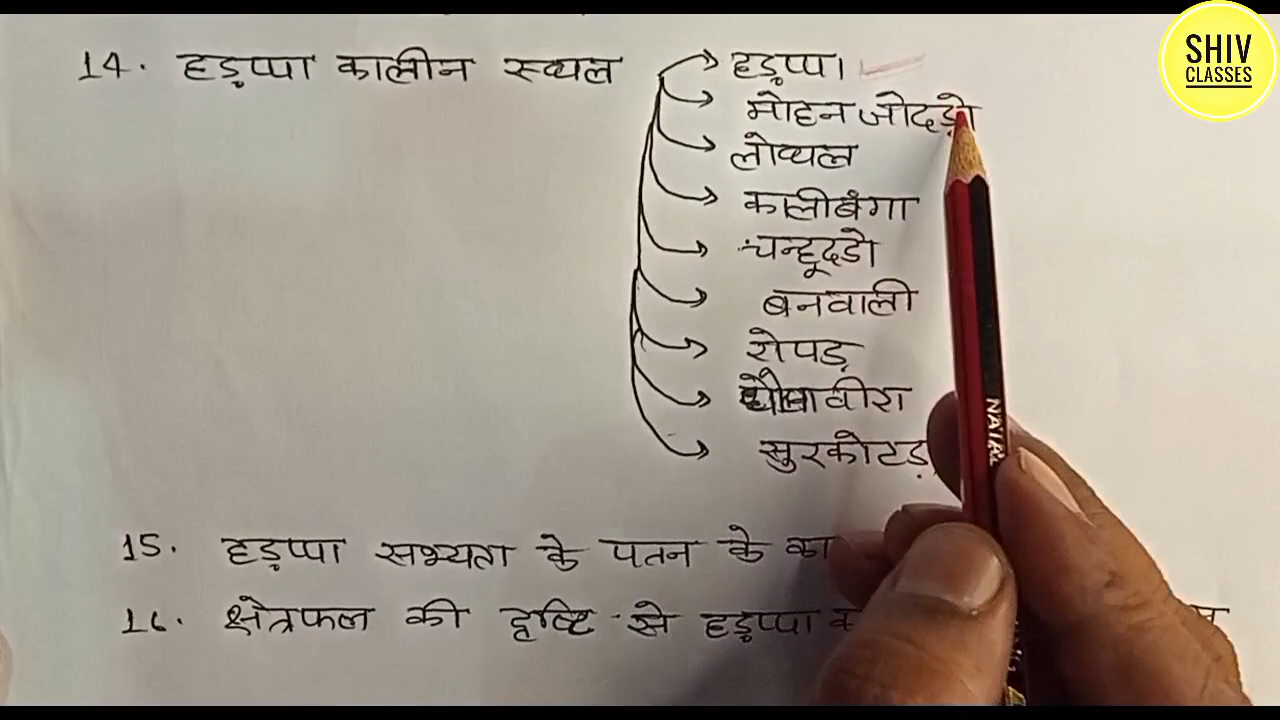 SHIV
CLASSES
14. हड़प्पा कालीन स्थल
हड़प्पा
मोहनजोदड़ो
लोथल
कालीबंगा
चन्हूदडो
बनवाली
रोपड़
धौलावीरा
सुरकोटड़
15. हड़प्पा सभ्यता के पतन के का
16. क्षेत्रफल की दृष्टि से हड़प्पा